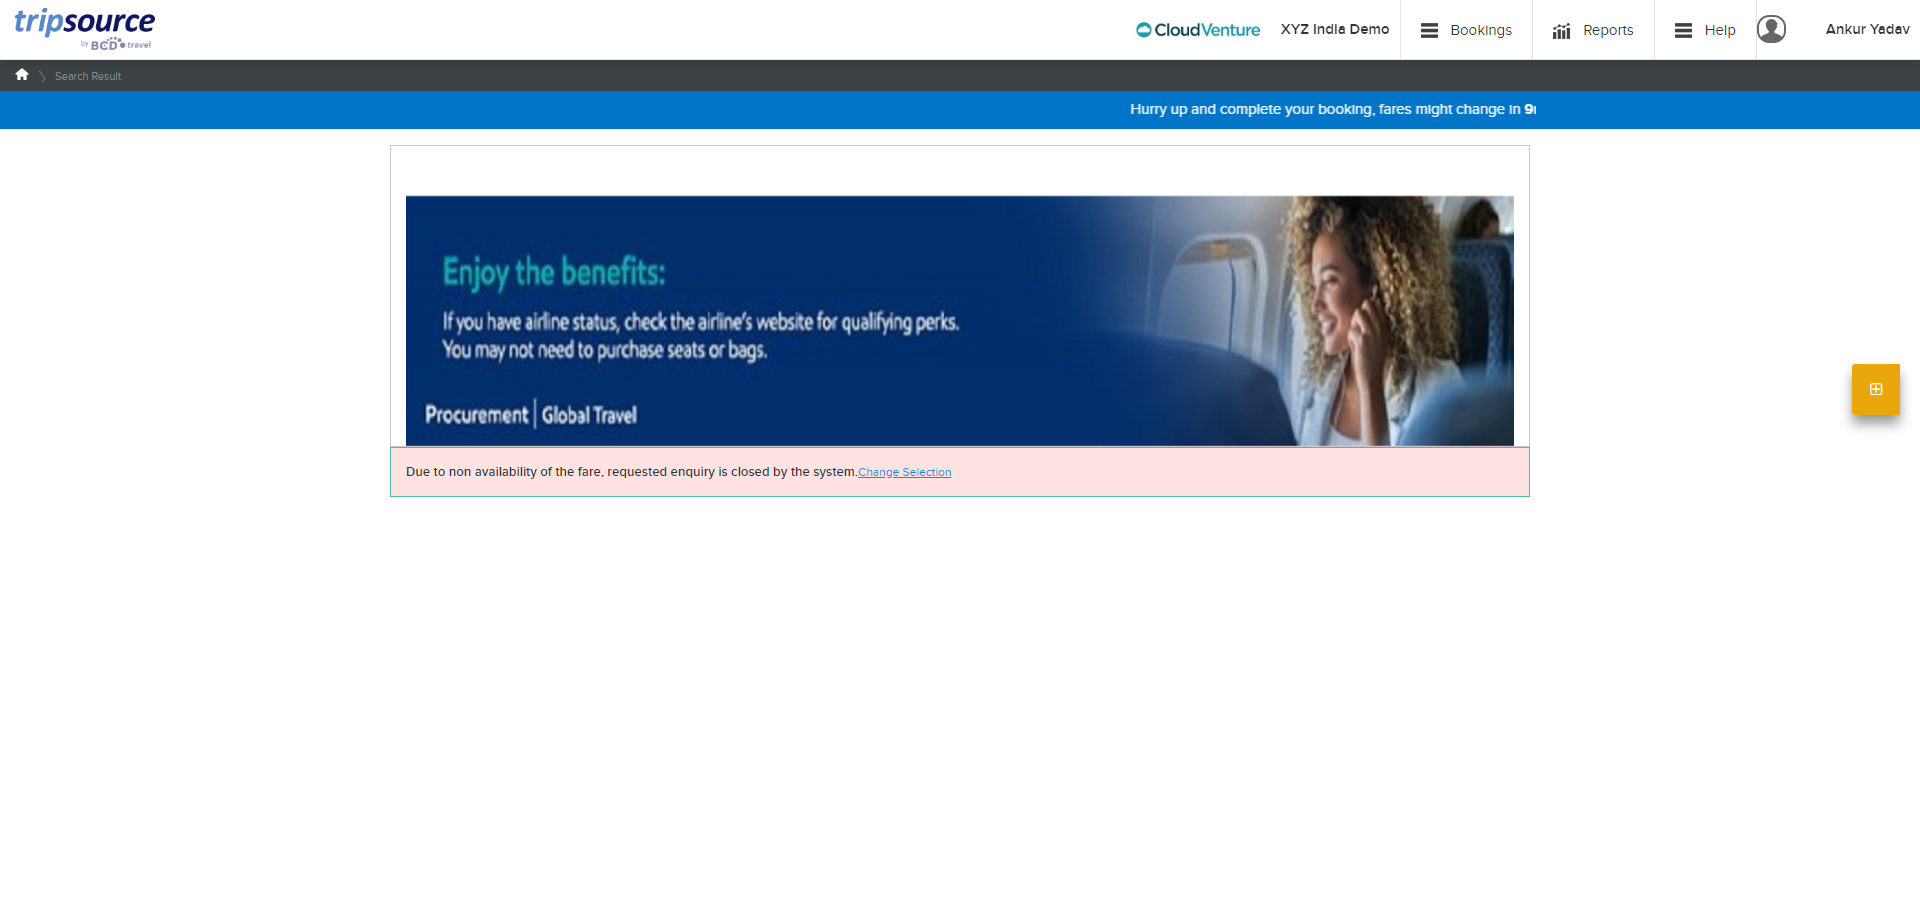 tripsource
by BCD travel
CloudVenture
XYZ India Demo
Bookings
Reports
Help
Ankur Yadav
Search Result
Hurry up and complete your booking, fares might change in 9
Enjoy the benefits:
If you have airline status, check the airline's website for qualifying perks.
You may not need to purchase seats or bags.
Procurement | Global Travel
Due to non availability of the fare, requested enquiry is closed by the system.Change Selection